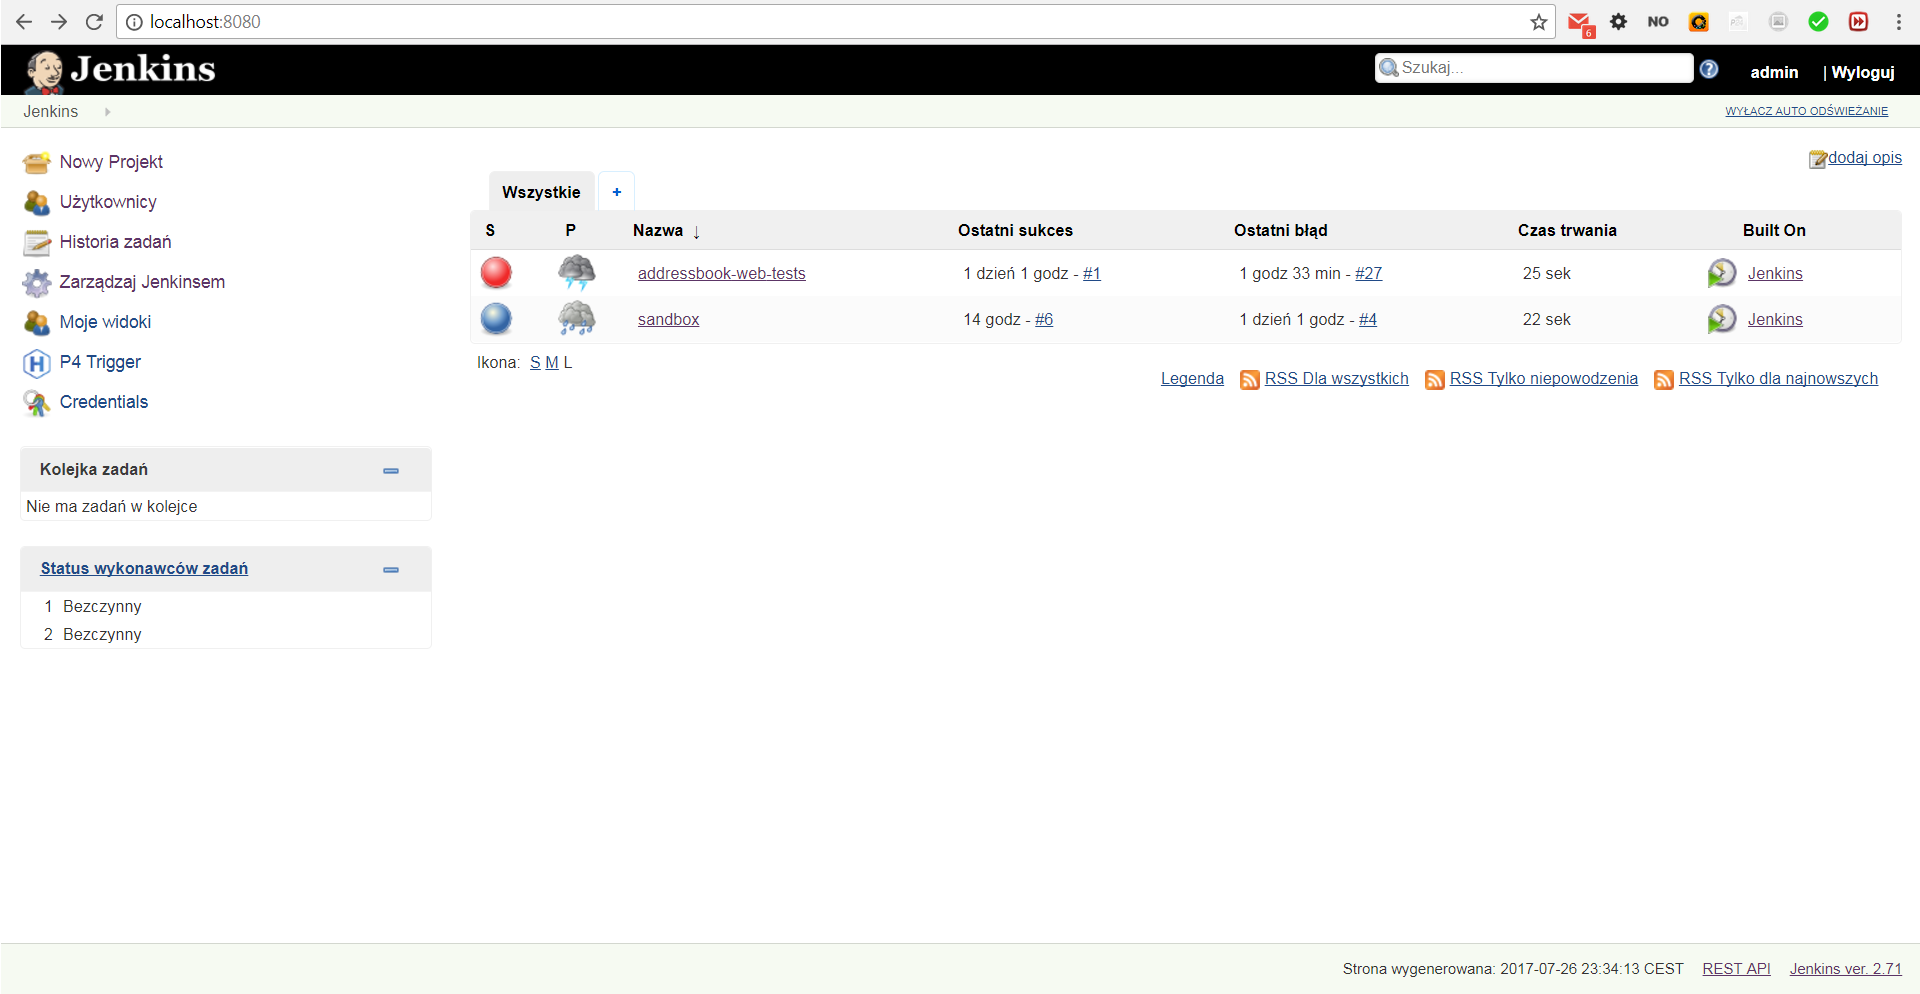 localhost:8080
NO
6
Jenkins
Szukaj...
admin
| Wyloguj
Jenkins
WYŁĄCZ AUTO ODŚWIEŻANIE
Nowy Projekt
Użytkownicy
Historia zadań
Zarządzaj Jenkinsem
Moje widoki
P4 Trigger
Credentials
Kolejka zadań
Nie ma zadań w kolejce
Status wykonawców zadań
1 Bezczynny
2 Bezczynny
dodaj opis
Wszystkie +
S P Nazwa ↓ Ostatni sukces Ostatni błąd Czas trwania Built On
addressbook-web-tests 1 dzień 1 godz - #1 1 godz 33 min - #27 25 sek Jenkins
sandbox 14 godz - #6 1 dzień 1 godz - #4 22 sek Jenkins
Ikona: S M L
Legenda RSS Dla wszystkich RSS Tylko niepowodzenia RSS Tylko dla najnowszych
Strona wygenerowana: 2017-07-26 23:34:13 CEST REST API Jenkins ver. 2.71